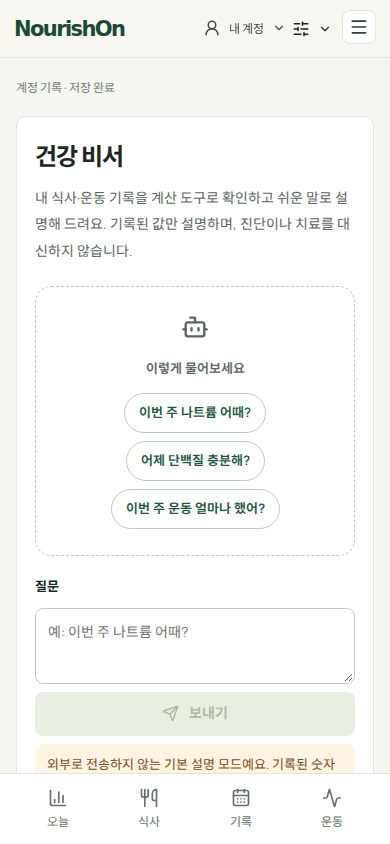 NourishOn
내 계정
계정 기록 · 저장 완료
건강 비서
내 식사·운동 기록을 계산 도구로 확인하고 쉬운 말로 설
명해 드려요. 기록된 값만 설명하며, 진단이나 치료를 대
신하지 않습니다.
이렇게 물어보세요
이번 주 나트륨 어때?
어제 단백질 충분해?
이번 주 운동 얼마나 했어?
질문
예: 이번 주 나트륨 어때?
보내기
외부로 전송하지 않는 기본 설명 모드예요. 기록된 숫자
오늘
식사
기록
운동